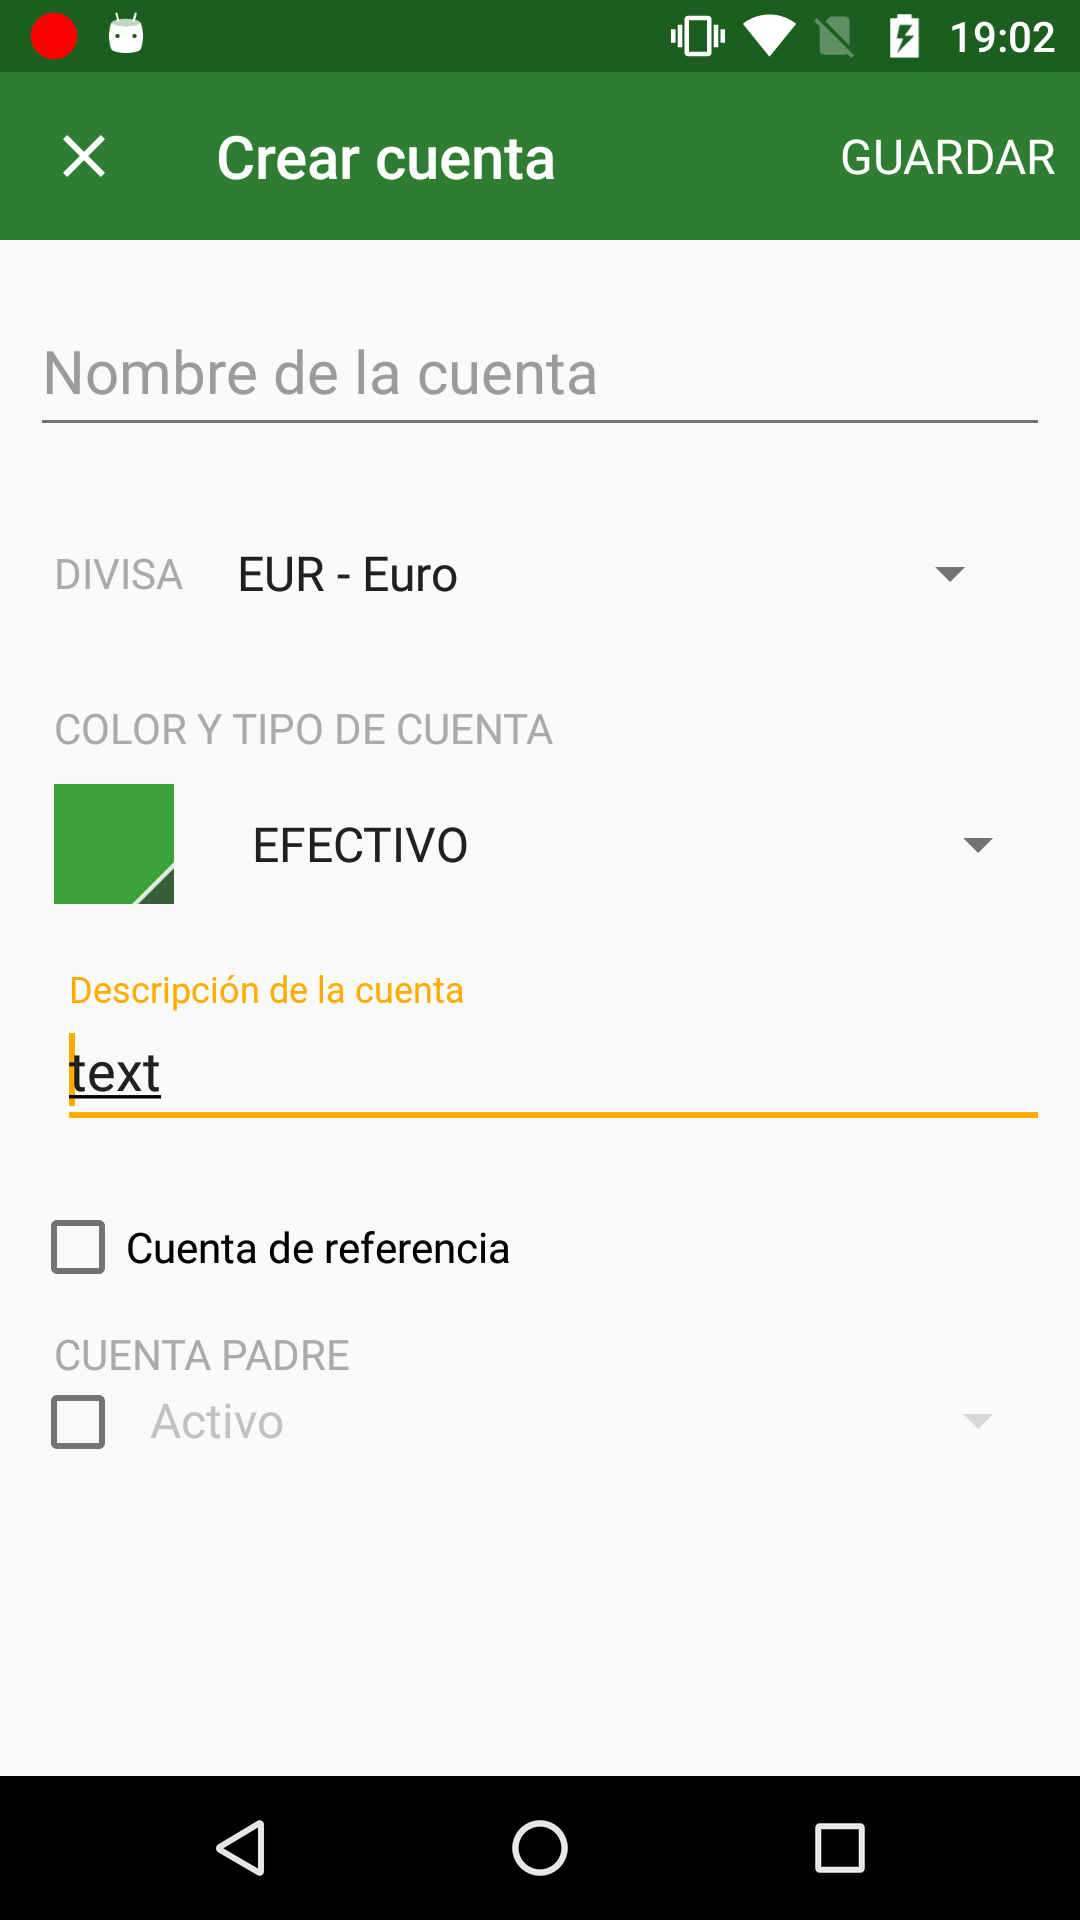 19:02
Crear cuenta
GUARDAR
Nombre de la cuenta
DIVISA
EUR - Euro
COLOR Y TIPO DE CUENTA
EFECTIVO
Descripción de la cuenta
text
Cuenta de referencia
CUENTA PADRE
Activo